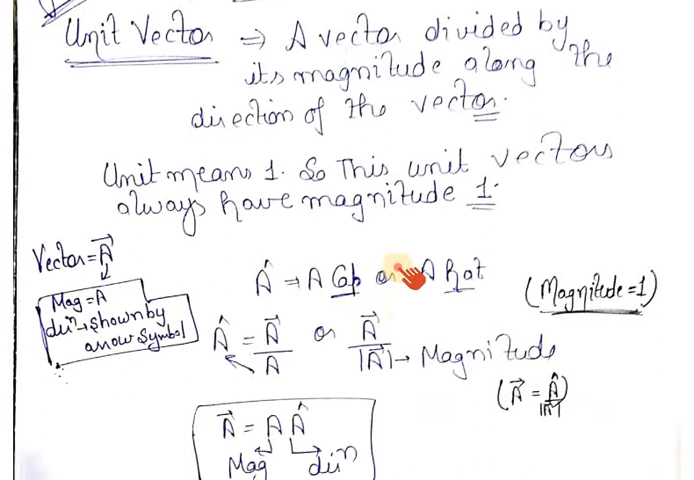 Unit Vector ⇒ A vector divided by
its magnitude along the
direction of the vector.
Unit means 1. So This unit vectors
always have magnitude 1.
Vector = A⃗
Mag = A
dirⁿ → shown by
arrow symbol
Â ⇒ A Cap or A hat.
(Magnitude = 1)
Â = A⃗/A or A⃗/|A⃗| → Magnitude
(A⃗ = Â/|A|)
A⃗ = A Â
Mag dirⁿ